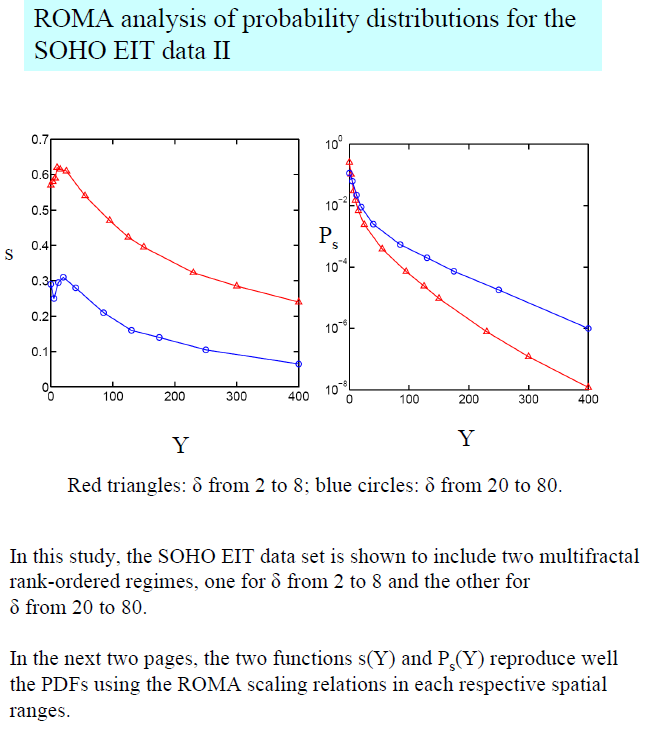 ROMA analysis of probability distributions for the
SOHO EIT data II
0.7
0.6
0.5
0.4
0.3
0.2
0.1
0
s
0 100 200 300 400
Y
10⁰
10⁻²
10⁻⁴
10⁻⁶
10⁻⁸
Pₛ
0 100 200 300 400
Y
Red triangles: δ from 2 to 8; blue circles: δ from 20 to 80.
In this study, the SOHO EIT data set is shown to include two multifractal
rank-ordered regimes, one for δ from 2 to 8 and the other for
δ from 20 to 80.
In the next two pages, the two functions s(Y) and Pₛ(Y) reproduce well
the PDFs using the ROMA scaling relations in each respective spatial
ranges.